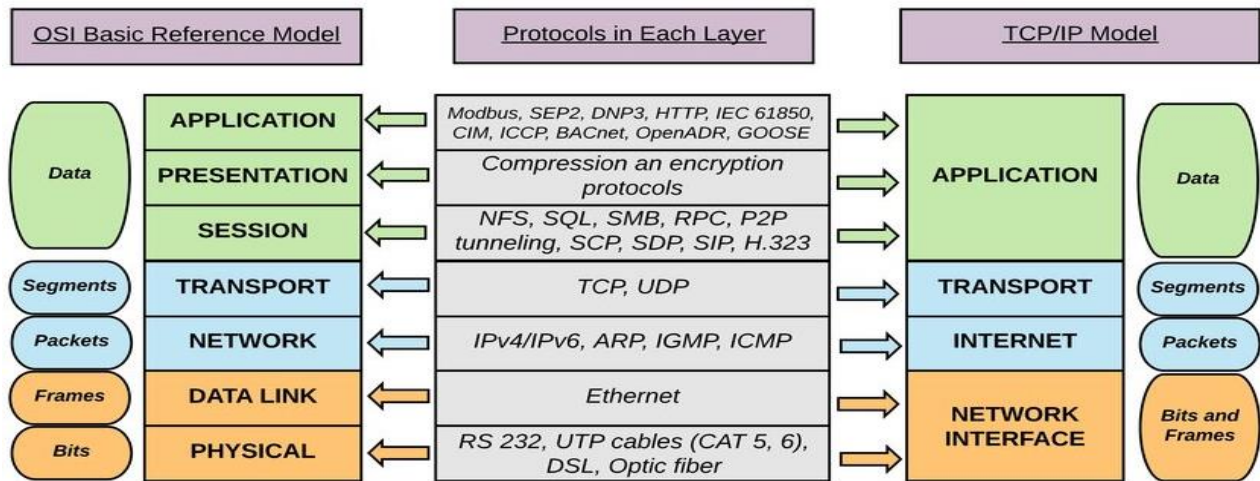 OSI Basic Reference Model
Protocols in Each Layer
TCP/IP Model
Data
APPLICATION
Modbus, SEP2, DNP3, HTTP, IEC 61850,
CIM, ICCP, BACnet, OpenADR, GOOSE
PRESENTATION
Compression an encryption
protocols
SESSION
NFS, SQL, SMB, RPC, P2P
tunneling, SCP, SDP, SIP, H.323
APPLICATION
Data
Segments
TRANSPORT
TCP, UDP
TRANSPORT
Segments
Packets
NETWORK
IPv4/IPv6, ARP, IGMP, ICMP
INTERNET
Packets
Frames
DATA LINK
Ethernet
Bits
PHYSICAL
RS 232, UTP cables (CAT 5, 6),
DSL, Optic fiber
NETWORK
INTERFACE
Bits and
Frames